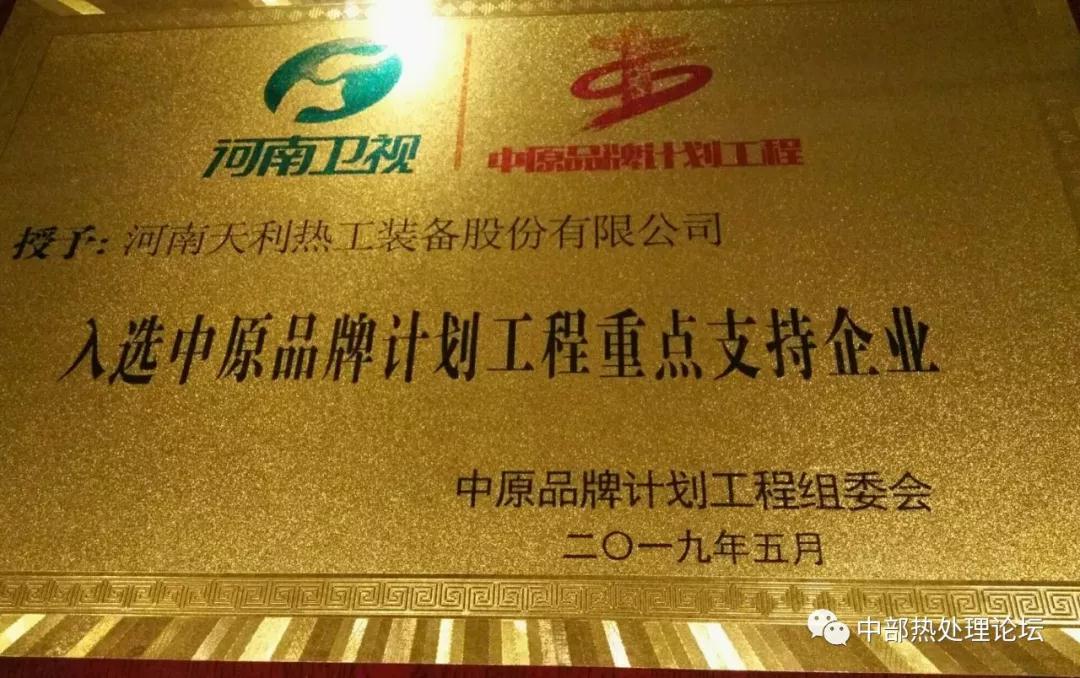 河南卫视
中原品牌计划工程
授予: 河南天利热工装备股份有限公司
入选中原品牌计划工程重点支持企业
中原品牌计划工程组委会
二〇一九年五月
中部热处理论坛